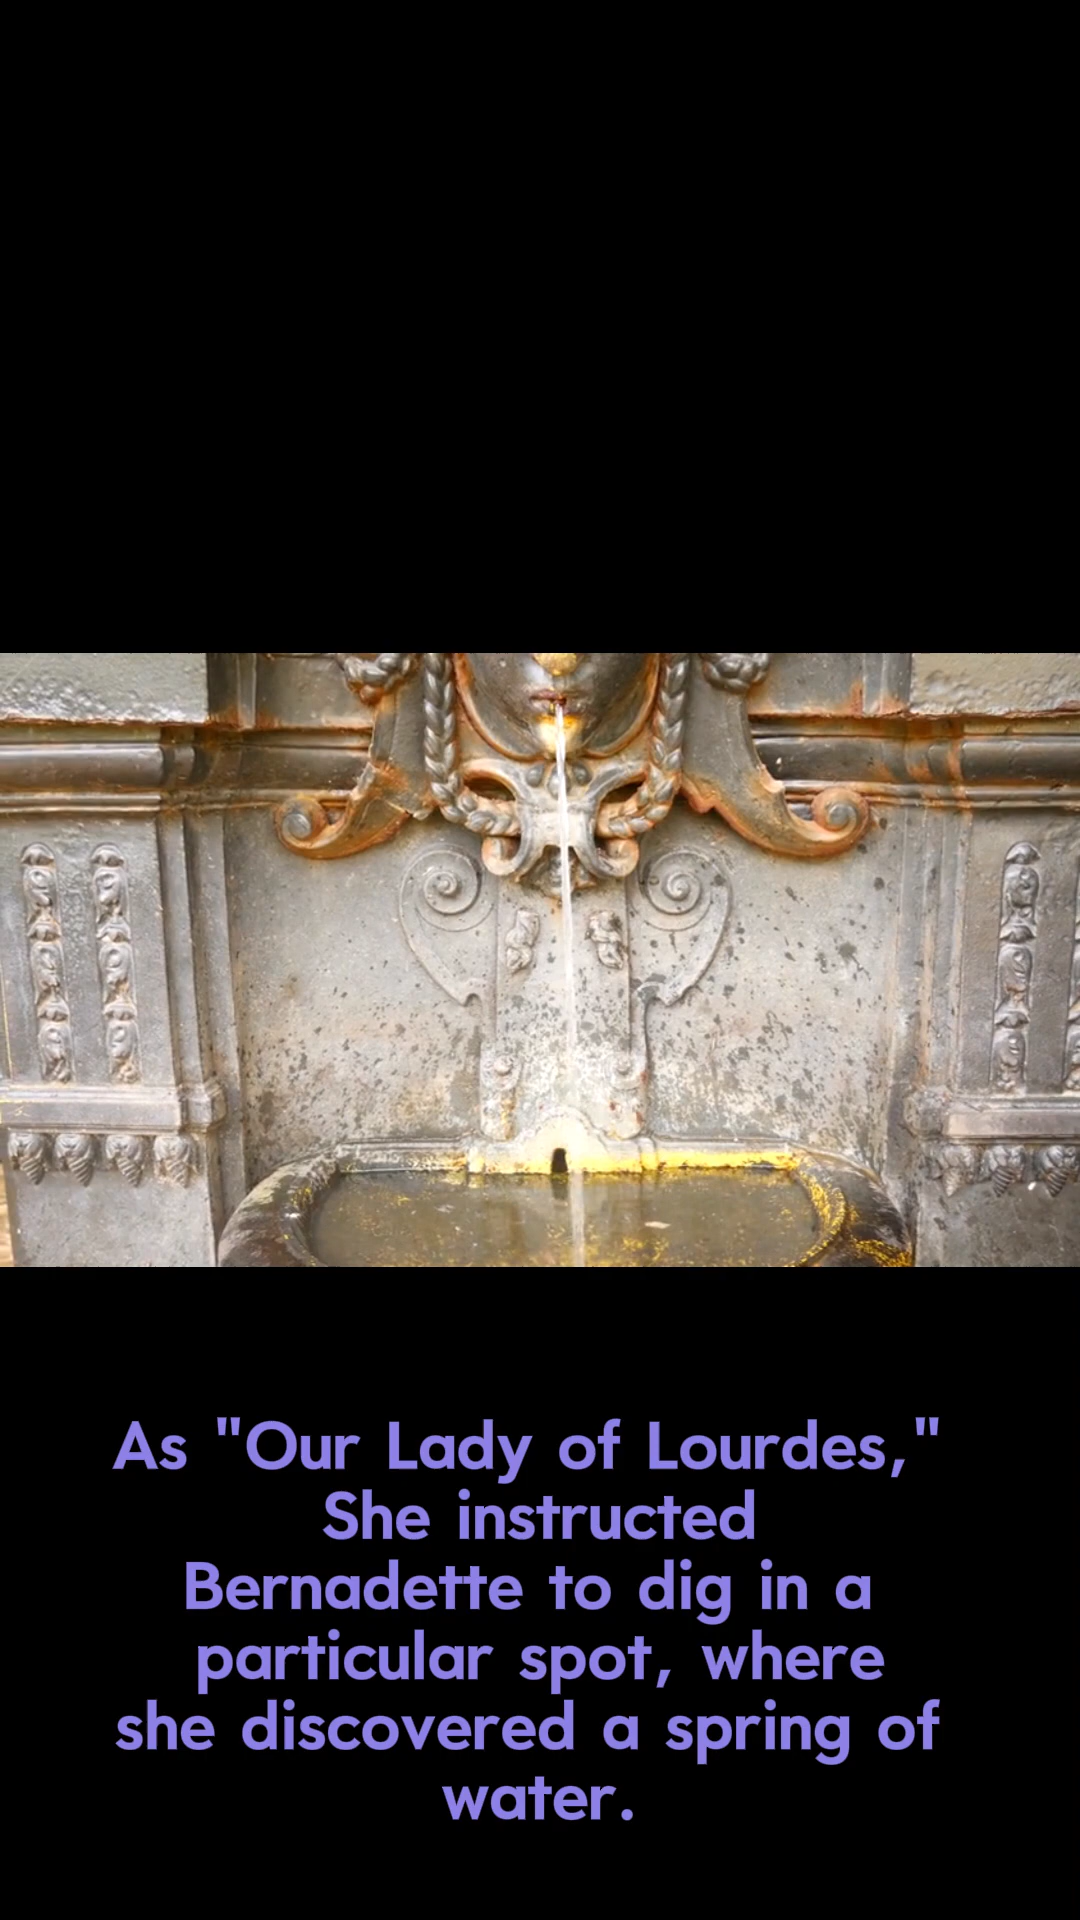 As "Our Lady of Lourdes,"
She instructed
Bernadette to dig in a
particular spot, where
she discovered a spring of
water.